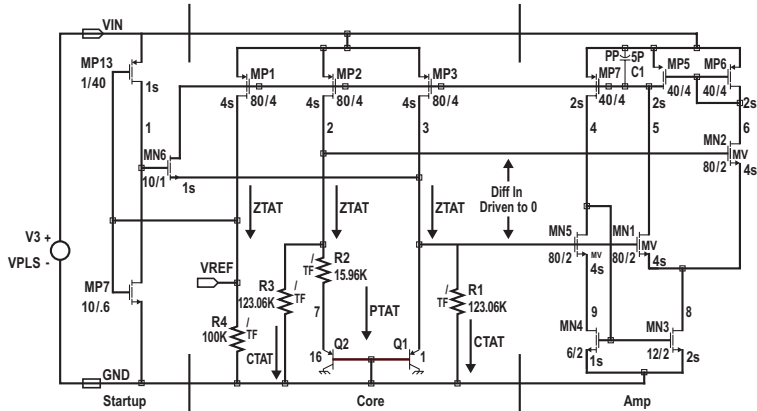 VIN
MP13
1/40
1s
1
MN6
10/1
1s
V3 +
VPLS -
MP7
10/.6
GND
Startup
MP1
4s
80/4
MP2
4s
80/4
MP3
4s
80/4
2
3
ZTAT
ZTAT
ZTAT
VREF
R4
100K
/
TF
CTAT
R3
123.06K
/
TF
/
TF
R2
15.96K
7
PTAT
16
Q2
Q1
1
/
TF
R1
123.06K
CTAT
Core
Diff In
Driven to 0
PP
5P
C1
MP7
40/4
2s
MP5
40/4
2s
MP6
40/4
2s
4
5
6
MN2
80/2
MV
4s
MN5
80/2
MV
4s
MN1
80/2
MV
4s
9
8
MN4
6/2
1s
MN3
12/2
2s
Amp